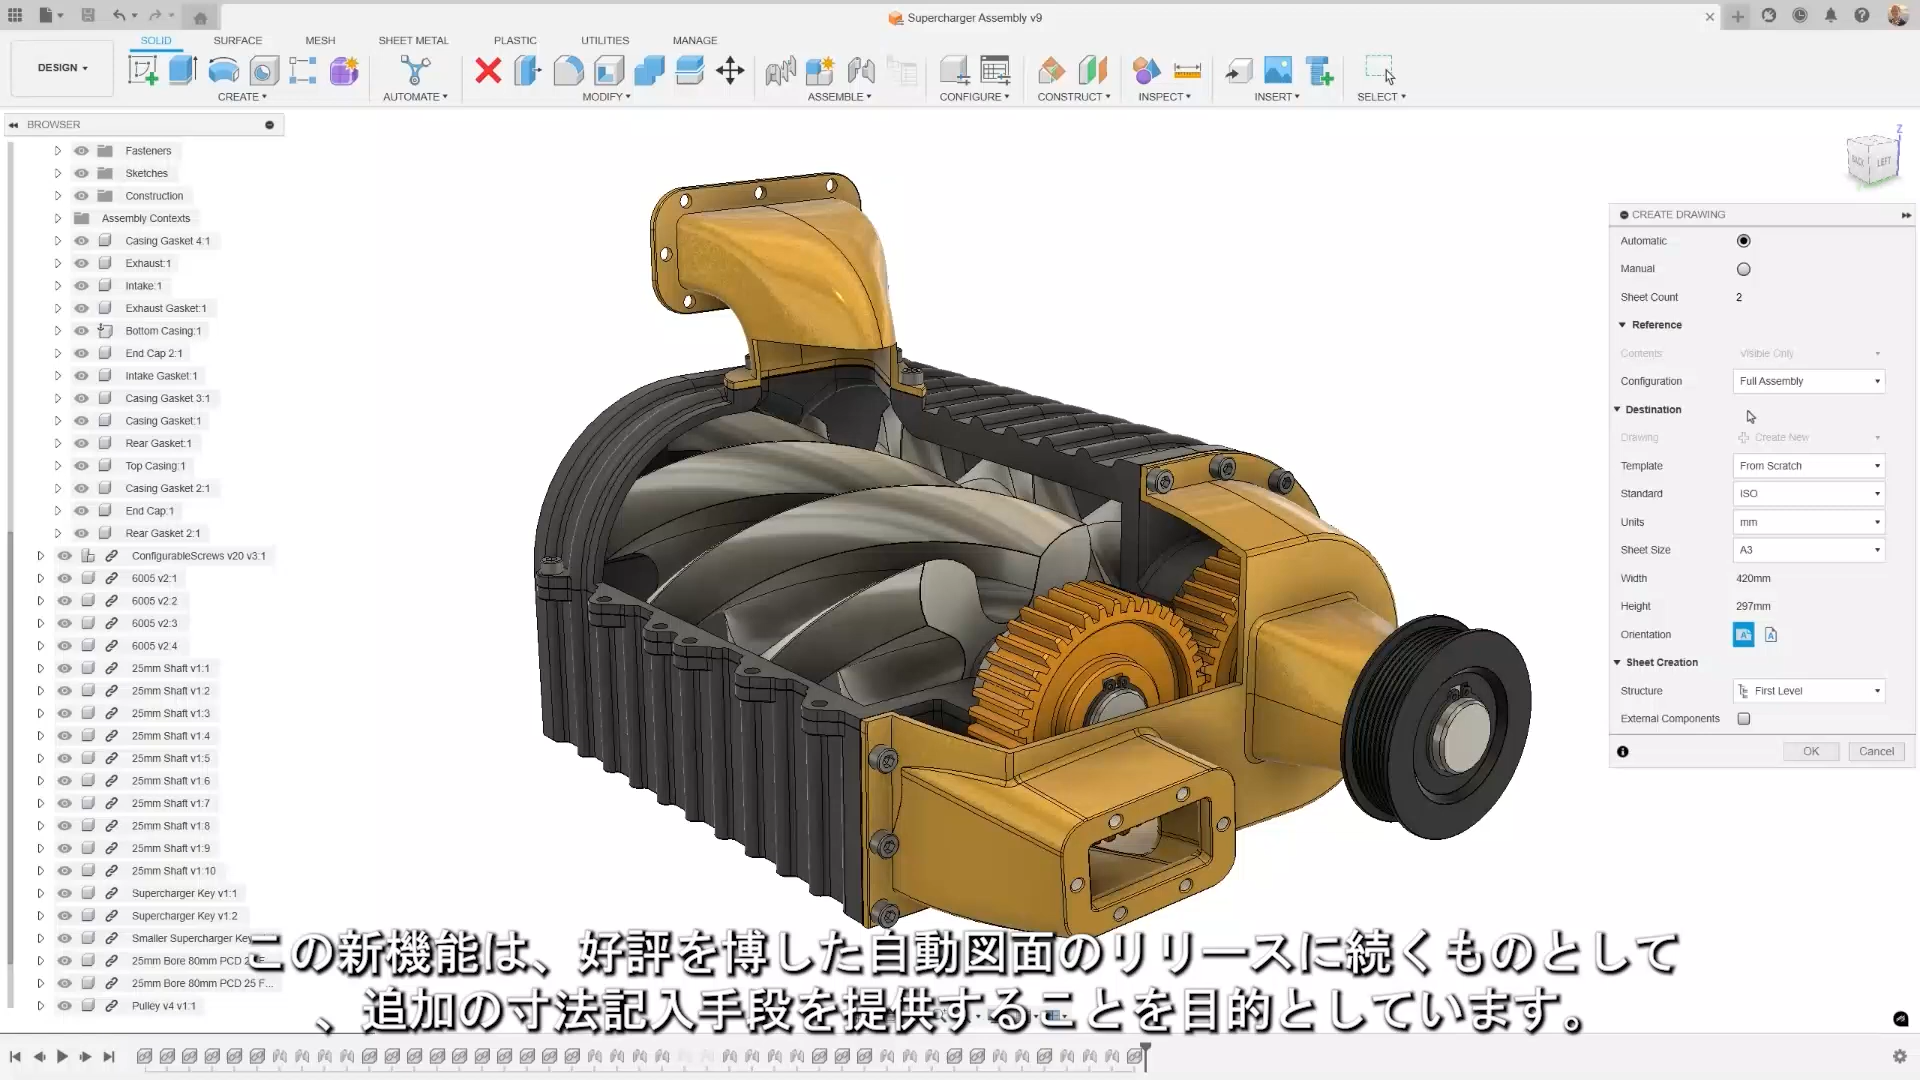 Supercharger Assembly v9
SOLID
SURFACE
MESH
SHEET METAL
PLASTIC
UTILITIES
MANAGE
DESIGN
CREATE
AUTOMATE
MODIFY
ASSEMBLE
CONFIGURE
CONSTRUCT
INSPECT
INSERT
SELECT
BROWSER
Fasteners
Sketches
Construction
Assembly Contexts
Casing Gasket 4:1
Exhaust:1
Intake:1
Exhaust Gasket:1
Bottom Casing:1
End Cap 2:1
Intake Gasket:1
Casing Gasket 3:1
Casing Gasket:1
Rear Gasket:1
Top Casing:1
Casing Gasket 2:1
End Cap:1
Rear Gasket 2:1
ConfigurableScrews v20 v3:1
6005 v2:1
6005 v2:2
6005 v2:3
6005 v2:4
25mm Shaft v1:1
25mm Shaft v1:2
25mm Shaft v1:3
25mm Shaft v1:4
25mm Shaft v1:5
25mm Shaft v1:6
25mm Shaft v1:7
25mm Shaft v1:8
25mm Shaft v1:9
25mm Shaft v1:10
Supercharger Key v1:1
Supercharger Key v1:2
Smaller Supercharger Key
25mm Bore 80mm PCD 2
25mm Bore 80mm PCD 25 F...
Pulley v4 v1:1
Z
BACK
LEFT
CREATE DRAWING
Automatic
Manual
Sheet Count 2
Reference
Contents Visible Only
Configuration Full Assembly
Destination
Drawing Create New
Template From Scratch
Standard ISO
Units mm
Sheet Size A3
Width 420mm
Height 297mm
Orientation A A
Sheet Creation
Structure First Level
External Components
OK Cancel
この新機能は、好評を博した自動図面のリリースに続くものとして
、追加の寸法記入手段を提供することを目的としています。